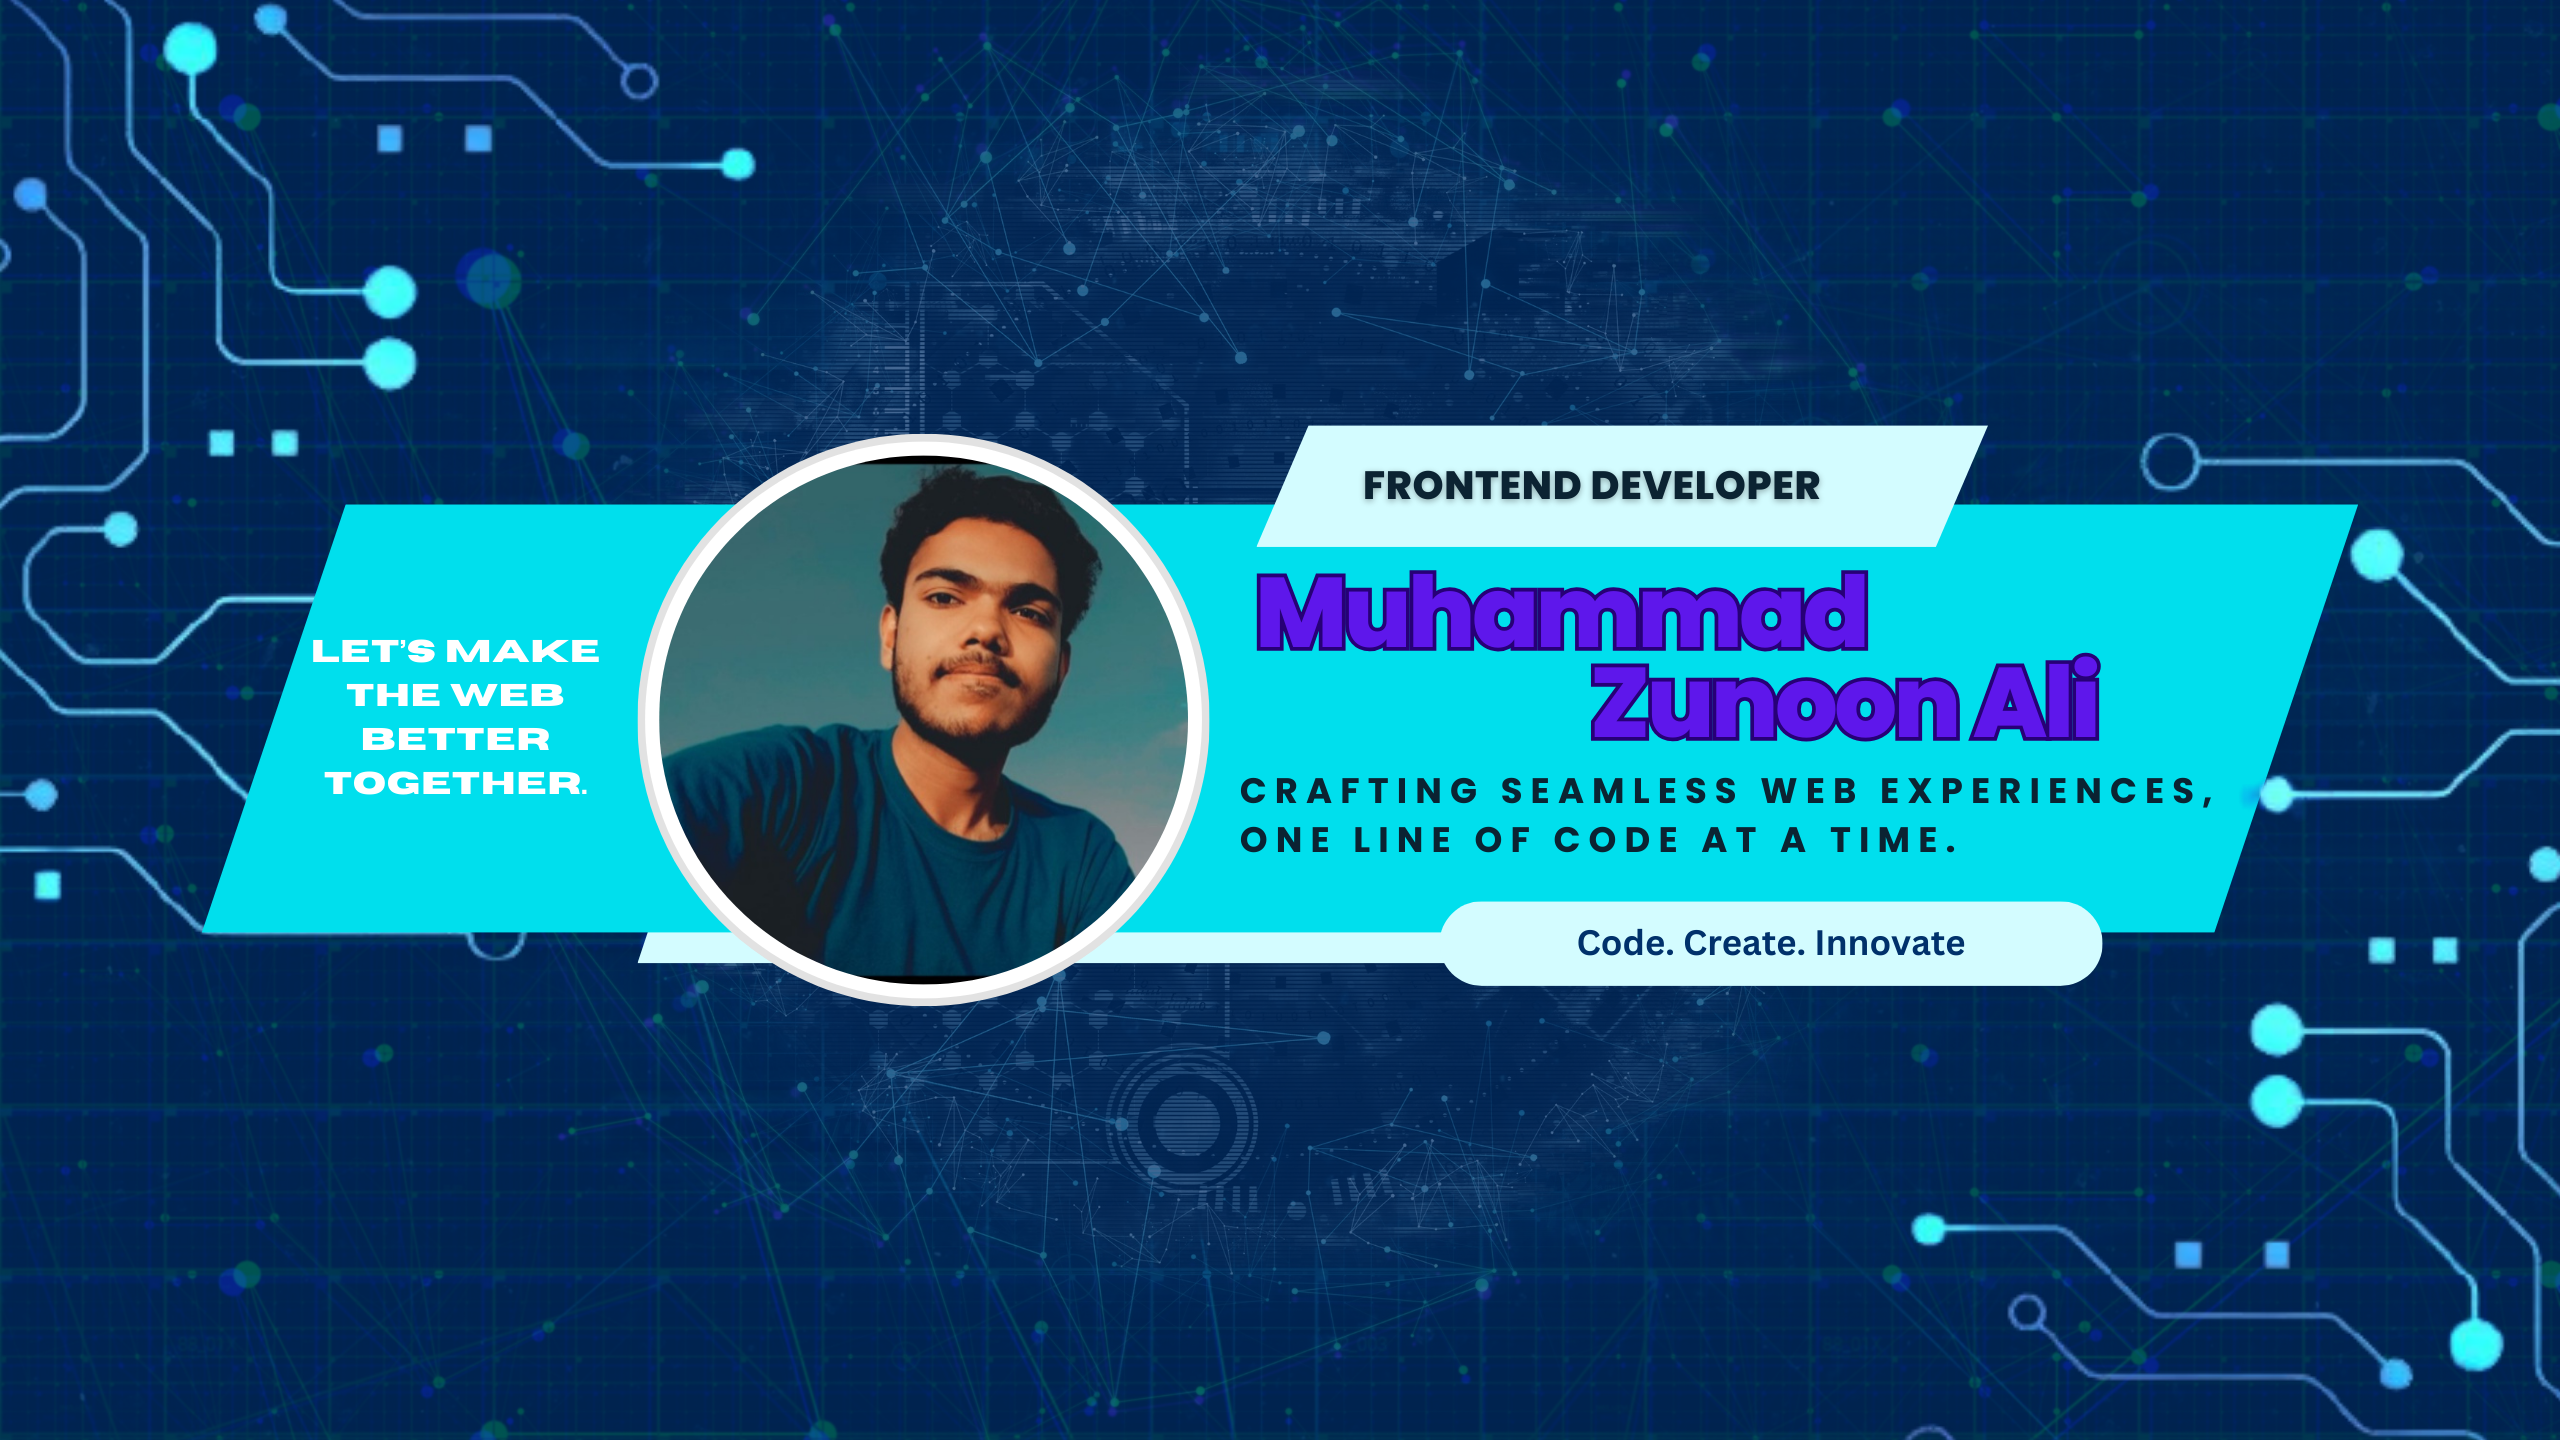 LET'S MAKE
THE WEB
BETTER
TOGETHER.
FRONTEND DEVELOPER
Muhammad
Zunoon Ali
CRAFTING SEAMLESS WEB EXPERIENCES,
ONE LINE OF CODE AT A TIME.
Code. Create. Innovate